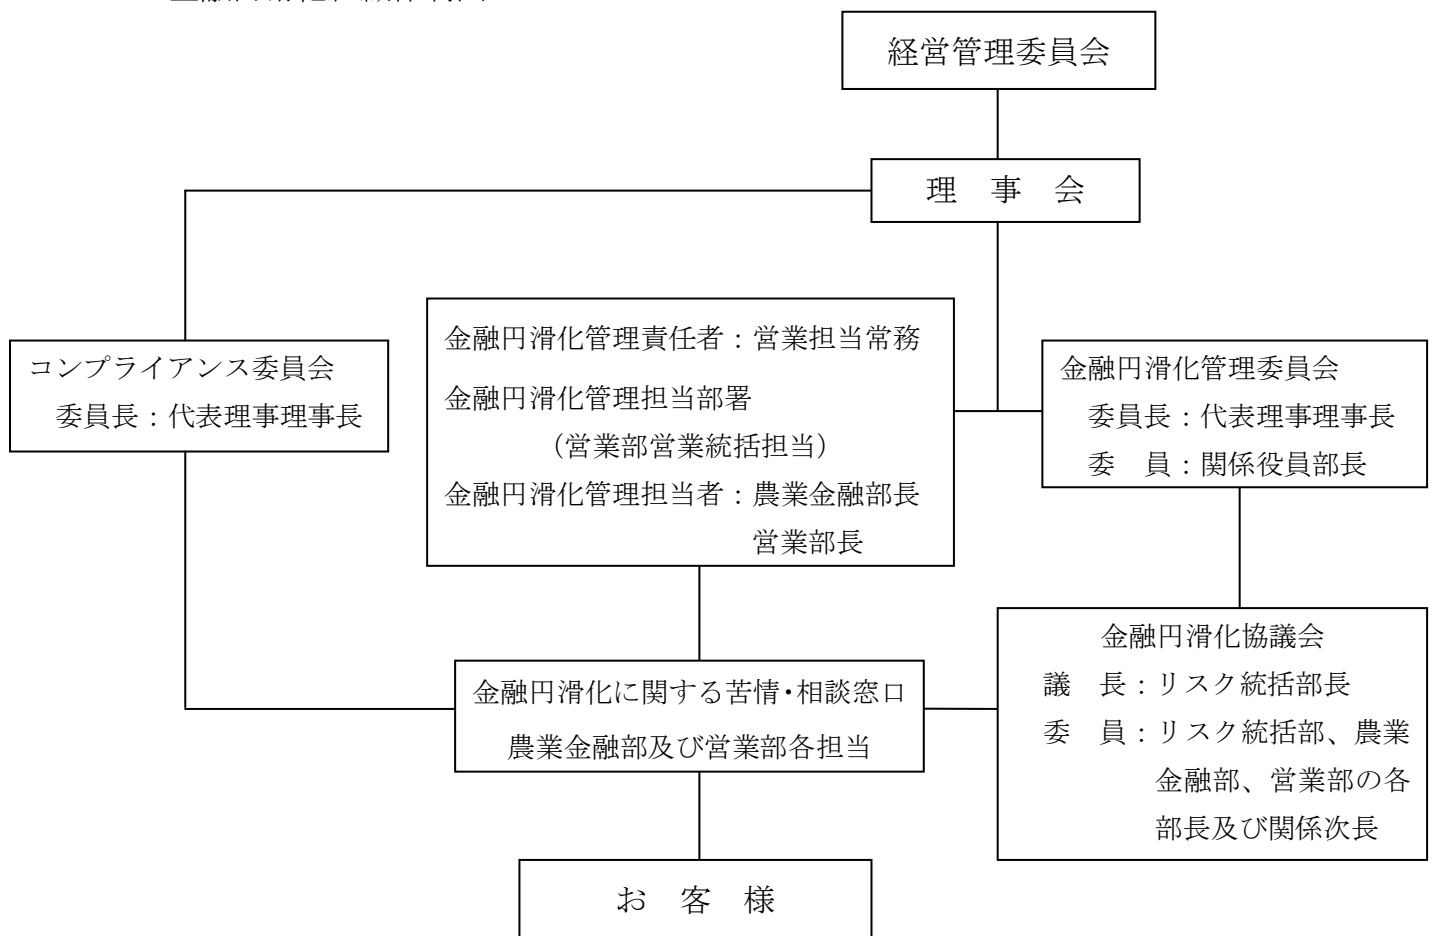 経営管理委員会
理 事 会
コンプライアンス委員会
委員長：代表理事理事長
金融円滑化管理責任者：営業担当常務
金融円滑化管理担当部署
（営業部営業統括担当）
金融円滑化管理担当者：農業金融部長
営業部長
金融円滑化管理委員会
委員長：代表理事理事長
委 員：関係役員部長
金融円滑化に関する苦情・相談窓口
農業金融部及び営業部各担当
金融円滑化協議会
議 長：リスク統括部長
委 員：リスク統括部、農業
金融部、営業部の各
部長及び関係次長
お 客 様